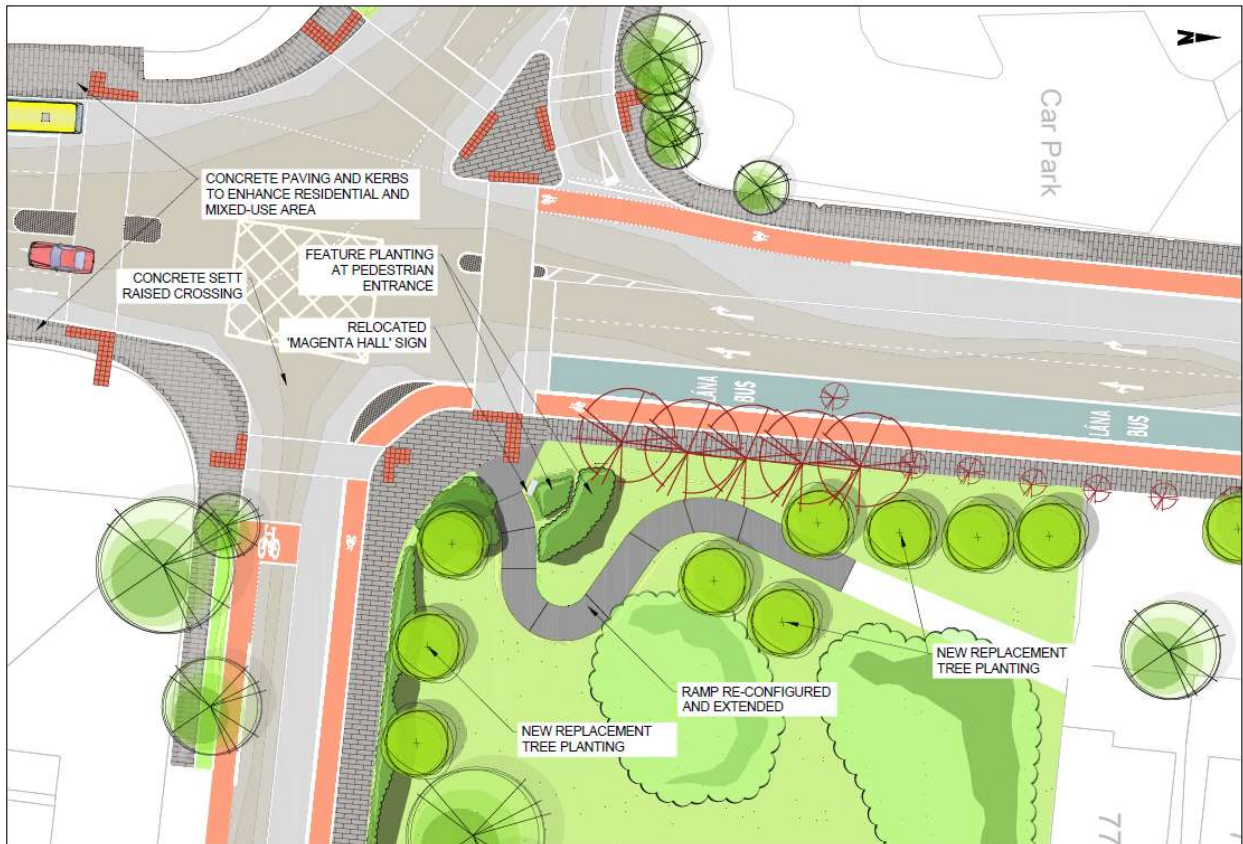 N
Car Park
CONCRETE PAVING AND KERBS
TO ENHANCE RESIDENTIAL AND
MIXED-USE AREA
FEATURE PLANTING
AT PEDESTRIAN
ENTRANCE
CONCRETE SETT
RAISED CROSSING
RELOCATED
'MAGENTA HALL' SIGN
LÁNA
BUS
LÁNA
BUS
NEW REPLACEMENT
TREE PLANTING
RAMP RE-CONFIGURED
AND EXTENDED
NEW REPLACEMENT
TREE PLANTING
77